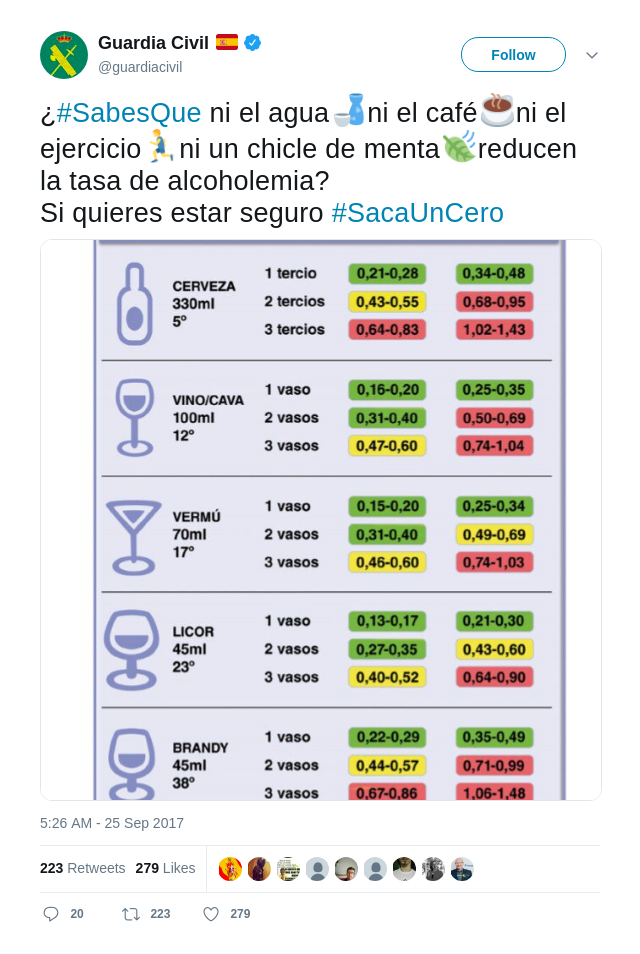 Guardia Civil 🇪🇸
@guardiacivil
Follow
¿#SabesQue ni el agua🍶ni el café☕ni el
ejercicio🏃ni un chicle de menta🍃reducen
la tasa de alcoholemia?
Si quieres estar seguro #SacaUnCero
CERVEZA
330ml
5º
1 tercio 0,21-0,28 0,34-0,48
2 tercios 0,43-0,55 0,68-0,95
3 tercios 0,64-0,83 1,02-1,43
VINO/CAVA
100ml
12º
1 vaso 0,16-0,20 0,25-0,35
2 vasos 0,31-0,40 0,50-0,69
3 vasos 0,47-0,60 0,74-1,04
VERMÚ
70ml
17º
1 vaso 0,15-0,20 0,25-0,34
2 vasos 0,31-0,40 0,49-0,69
3 vasos 0,46-0,60 0,74-1,03
LICOR
45ml
23º
1 vaso 0,13-0,17 0,21-0,30
2 vasos 0,27-0,35 0,43-0,60
3 vasos 0,40-0,52 0,64-0,90
BRANDY
45ml
38º
1 vaso 0,22-0,29 0,35-0,49
2 vasos 0,44-0,57 0,71-0,99
3 vasos 0,67-0,86 1,06-1,48
5:26 AM - 25 Sep 2017
223 Retweets 279 Likes
20 223 279